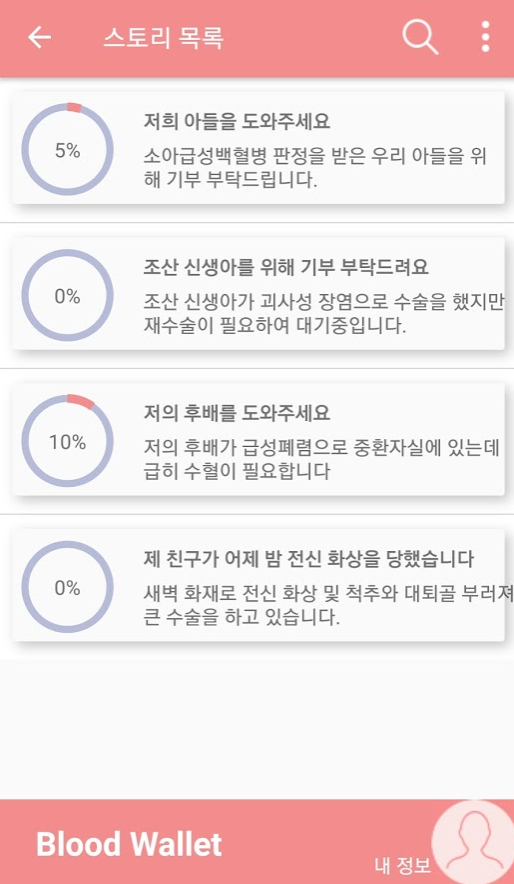 스토리 목록
5%
저희 아들을 도와주세요
소아급성백혈병 판정을 받은 우리 아들을 위
해 기부 부탁드립니다.
0%
조산 신생아를 위해 기부 부탁드려요
조산 신생아가 괴사성 장염으로 수술을 했지만
재수술이 필요하여 대기중입니다.
10%
저의 후배를 도와주세요
저의 후배가 급성폐렴으로 중환자실에 있는데
급히 수혈이 필요합니다
0%
제 친구가 어제 밤 전신 화상을 당했습니다
새벽 화재로 전신 화상 및 척추와 대퇴골 부러져
큰 수술을 하고 있습니다.
Blood Wallet
내 정보